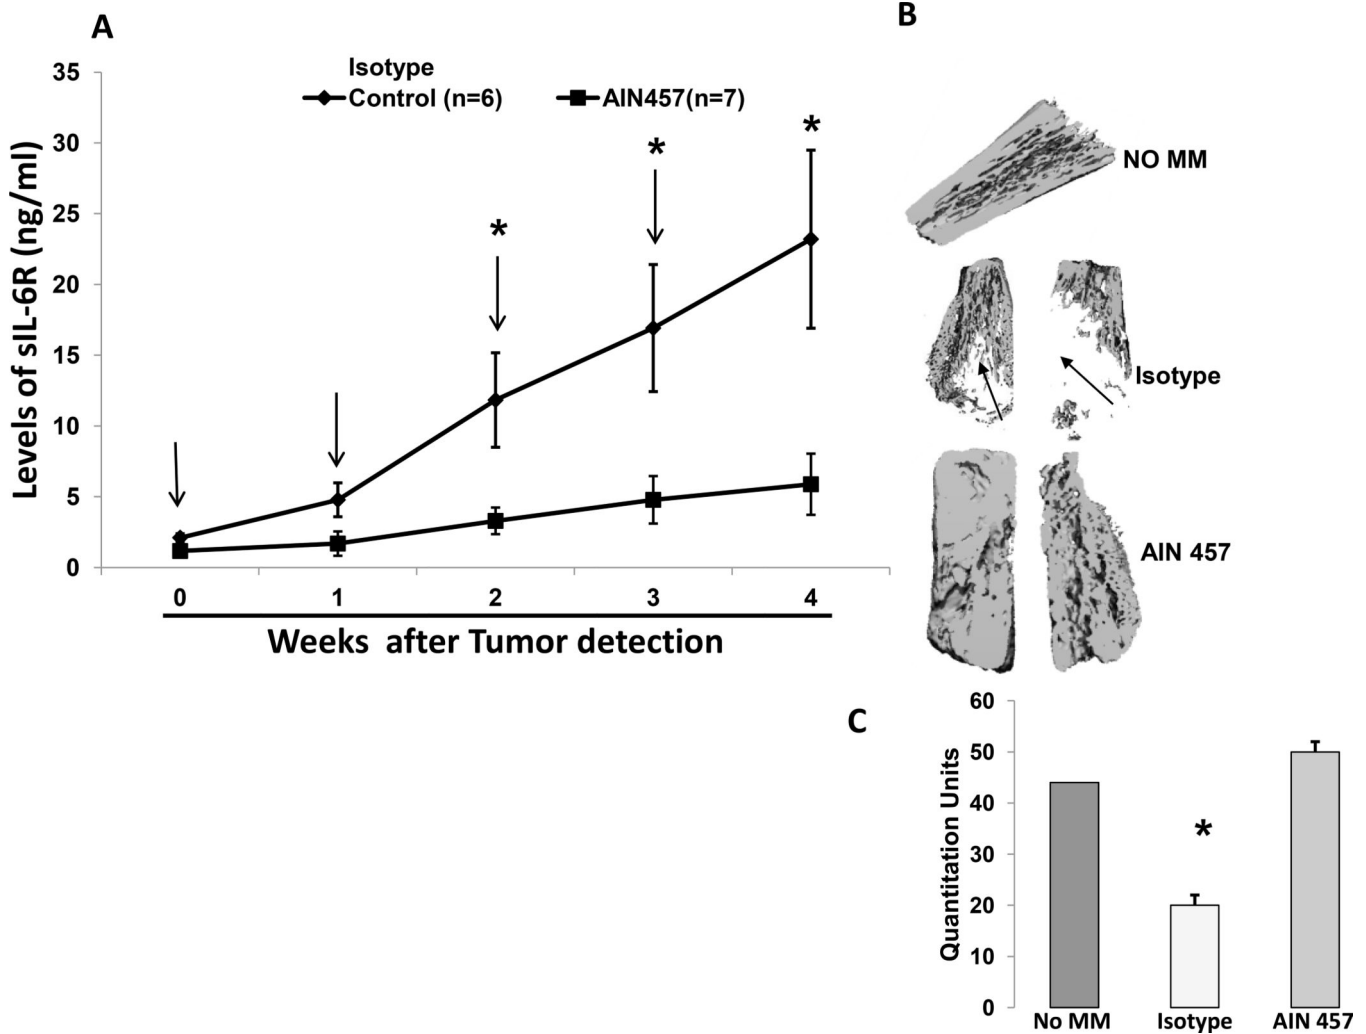 A
B
Isotype
Control (n=6)
AIN457(n=7)
35
30
25
20
15
10
5
0
Levels of sIL-6R (ng/ml)
*
*
*
0 1 2 3 4
Weeks after Tumor detection
NO MM
Isotype
AIN 457
C
60
50
40
30
20
10
0
Quantitation Units
*
No MM
Isotype
AIN 457